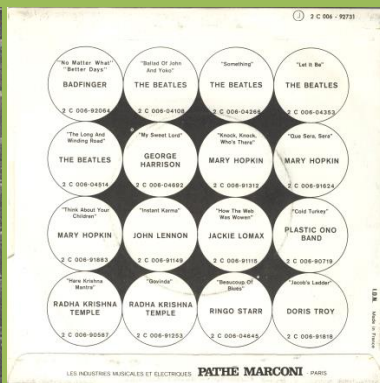 J 2 C 006 - 92731
"No Matter What"
"Better Days"
BADFINGER
2 C 006-92064
"Ballad Of John
And Yoko"
THE BEATLES
2 C 006-04108
"Something"
THE BEATLES
2 C 006-04266
"Let It Be"
THE BEATLES
2 C 006-04353
"The Long And
Winding Road"
THE BEATLES
2 C 006-04514
"My Sweet Lord"
GEORGE
HARRISON
2 C 006-04692
"Knock, Knock,
Who's There"
MARY HOPKIN
2 C 006-91312
"Que Sera, Sera"
MARY HOPKIN
2 C 006-91624
"Think About Your
Children"
MARY HOPKIN
2 C 006-91883
"Instant Karma"
JOHN LENNON
2 C 006-91149
"How The Web
Was Woven"
JACKIE LOMAX
2 C 006-91115
"Cold Turkey"
PLASTIC ONO
BAND
2 C 006-90719
"Hare Krishna
Mantra"
RADHA KRISHNA
TEMPLE
2 C 006-90587
"Govinda"
RADHA KRISHNA
TEMPLE
2 C 006-91253
"Beaucoup Of
Blues"
RINGO STARR
2 C 006-04645
"Jacob's Ladder"
DORIS TROY
2 C 006-91816
Made in France
LES INDUSTRIES MUSICALES ET ELECTRIQUES PATHÉ MARCONI - PARIS